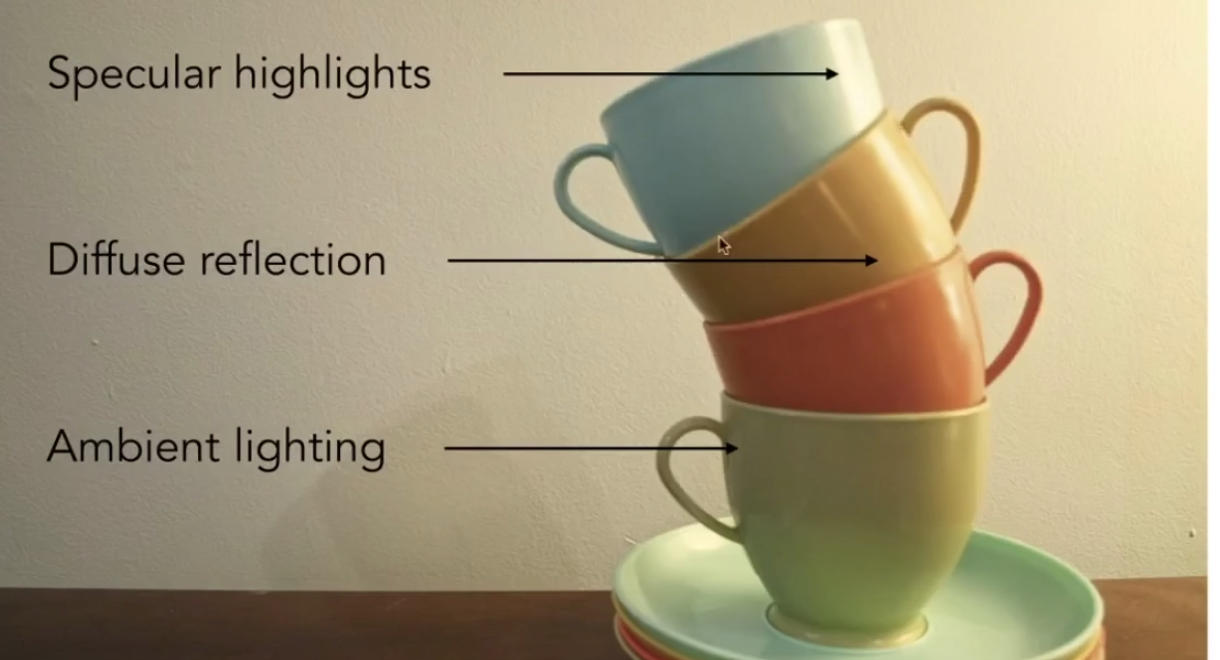 Specular highlights
Diffuse reflection
Ambient lighting